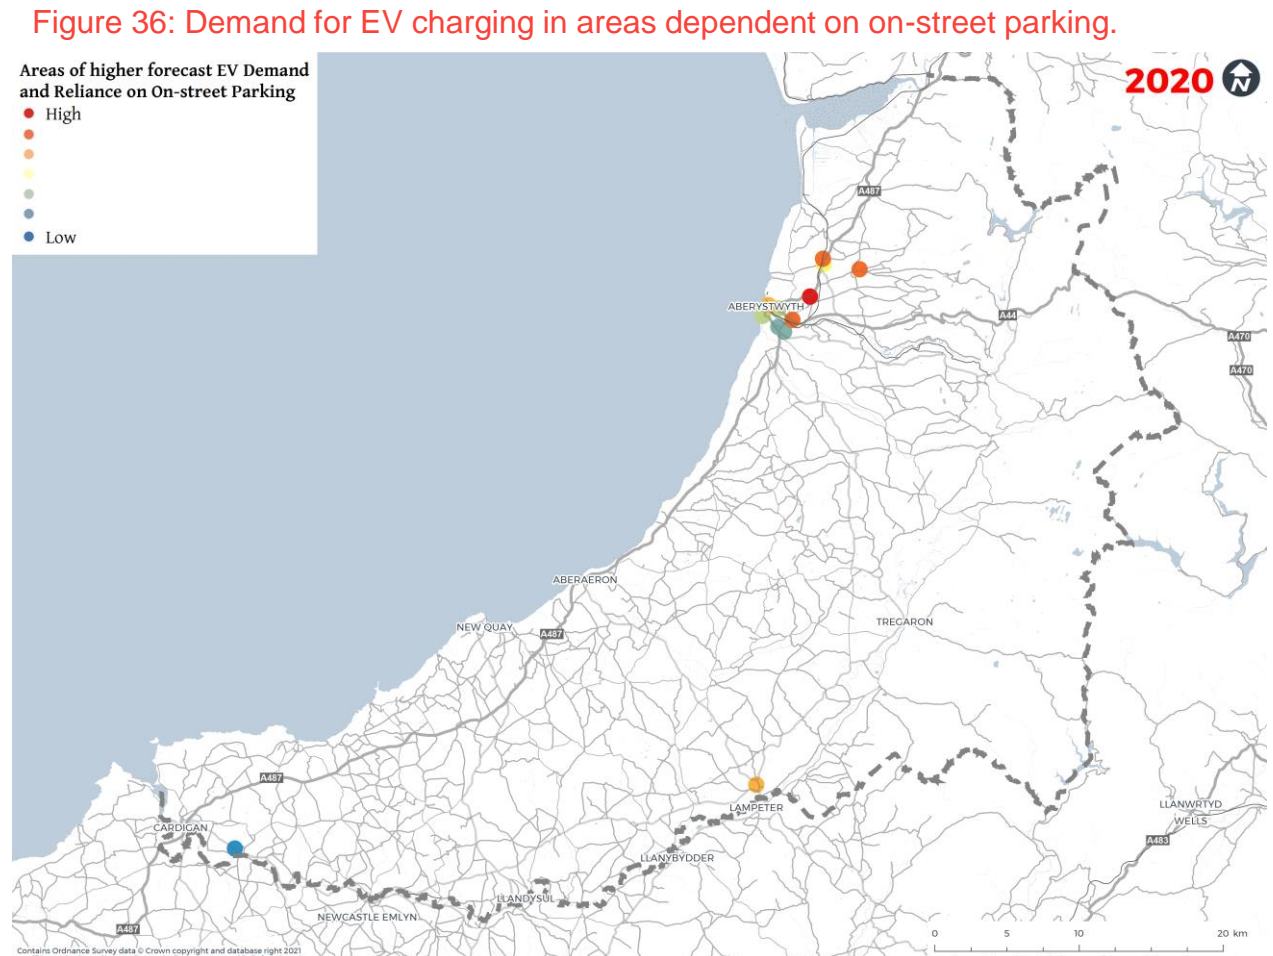 Figure 36: Demand for EV charging in areas dependent on on-street parking.
Areas of higher forecast EV Demand
and Reliance on On-street Parking
High
Low
2020
N
A487
ABERYSTWYTH
A44
A470
A470
ABERAERON
NEW QUAY
A487
TREGARON
A487
LAMPETER
LLANWRTYD
WELLS
CARDIGAN
A483
LLANYBYDDER
LLANDYSUL
NEWCASTLE EMLYN
A487
0 5 10 20 km
Contains Ordnance Survey data © Crown copyright and database right 2021